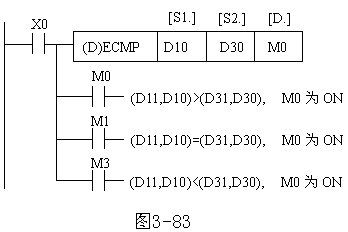 [S1.] [S2.] [D.]
X0
(D)ECMP D10 D30 M0
M0
(D11,D10)>(D31,D30), M0 为 ON
M1
(D11,D10)=(D31,D30), M0 为 ON
M3
(D11,D10)<(D31,D30), M0 为 ON
图3-83